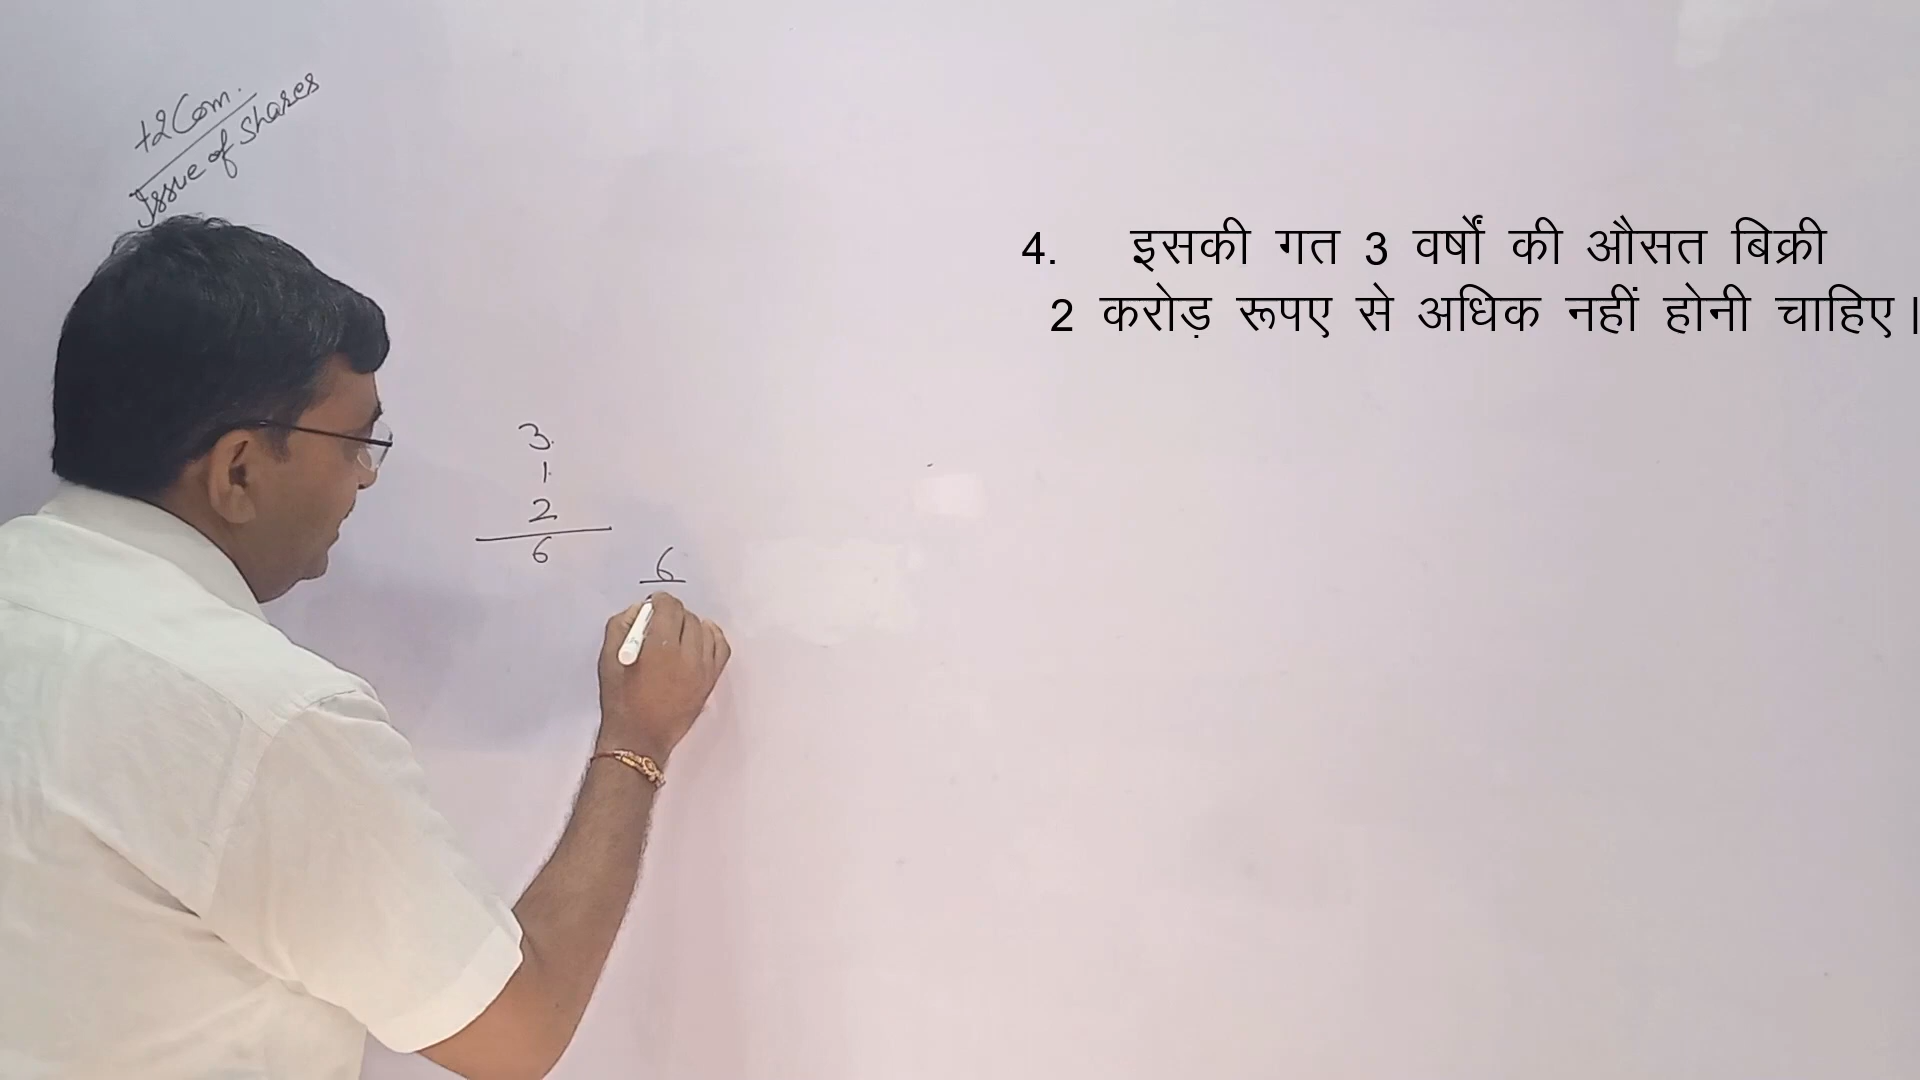 +2 Com.
Issue of Shares
4. इसकी गत 3 वर्षों की औसत बिक्री
2 करोड़ रूपए से अधिक नहीं होनी चाहिए।
3.
1.
2
6
6